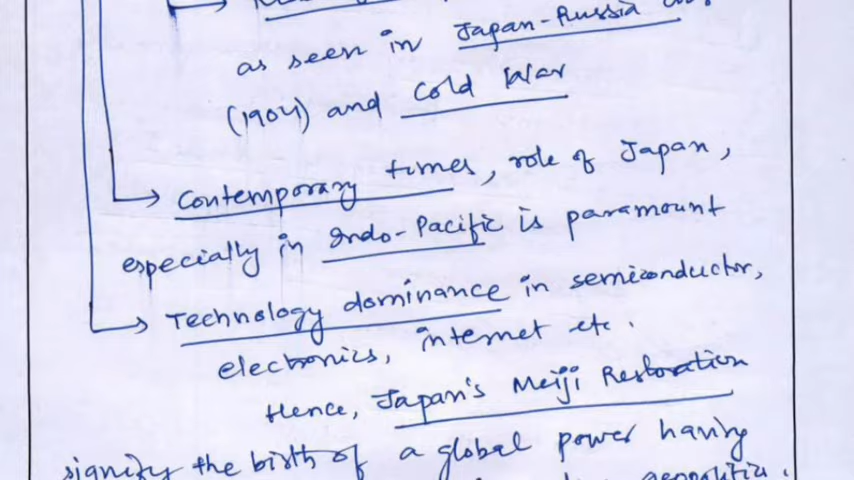 as seen in Japan-Russia
(1904) and Cold War
Contemporary times, role of Japan,
especially in Indo-Pacific is paramount
Technology dominance in semiconductor,
electronics, internet etc.
Hence, Japan's Meiji Restoration
signify the birth of a global power having
geopolitics.